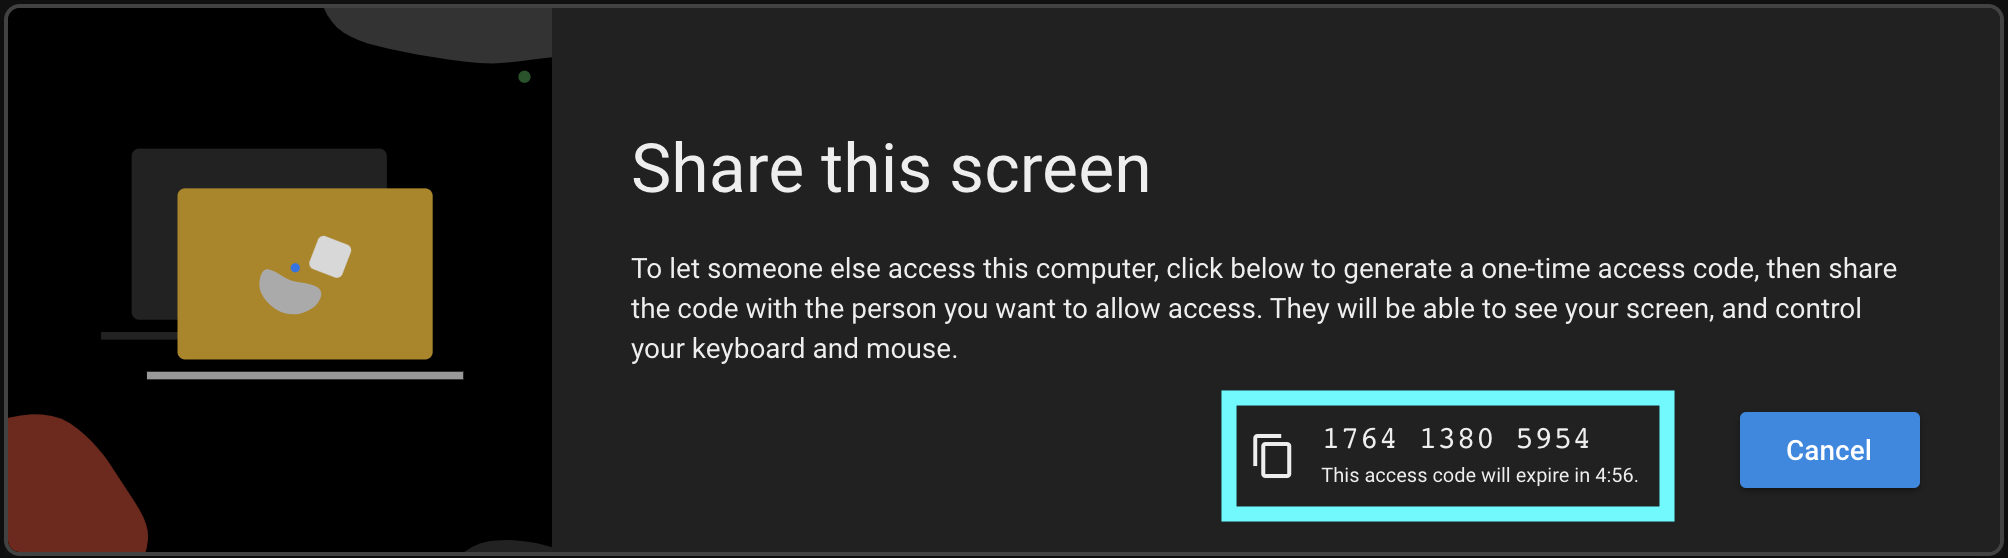 Share this screen
To let someone else access this computer, click below to generate a one-time access code, then share
the code with the person you want to allow access. They will be able to see your screen, and control
your keyboard and mouse.
1764 1380 5954
This access code will expire in 4:56.
Cancel